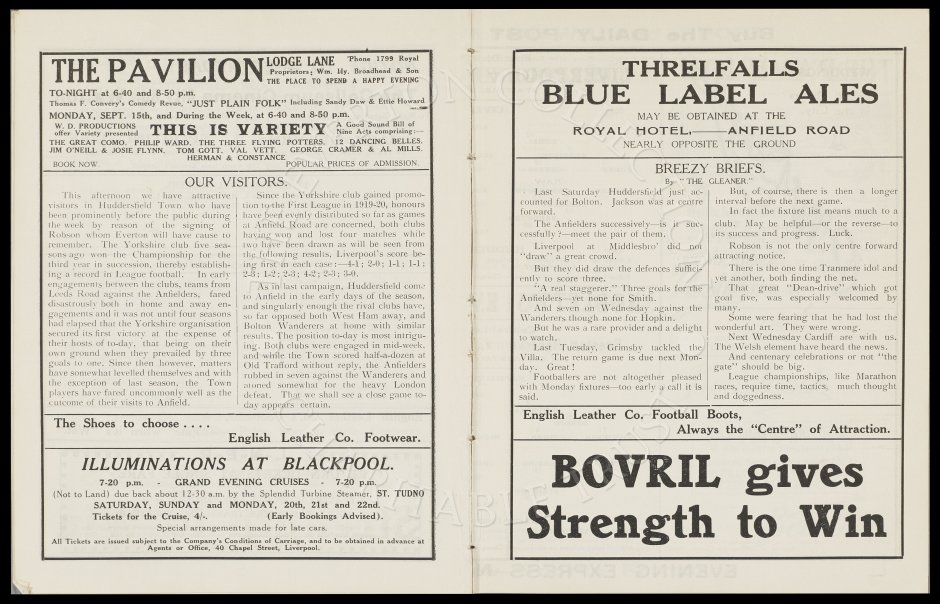 THE PAVILION LODGE LANE 'Phone 1799 Royal
Proprietors: Wm. Hy. Broadhead & Son
THE PLACE TO SPEND A HAPPY EVENING
TO-NIGHT at 6-40 and 8-50 p.m.
Thomas F. Convery's Comedy Revue, "JUST PLAIN FOLK" Including Sandy Daw & Ettie Howard
MONDAY, SEPT. 15th, and During the Week, at 6-40 and 8-50 p.m.
W. D. PRODUCTIONS
offer Variety presented
THIS IS VARIETY
A Good Sound Bill of
Nine Acts comprising:—
THE GREAT COMO. PHILIP WARD. THE THREE FLYING POTTERS. 12 DANCING BELLES.
JIM O'NEILL & JOSIE FLYNN. TOM GOTT. VAL VETT. GEORGE CRAMER & AL MILLS.
HERMAN & CONSTANCE
BOOK NOW. POPULAR PRICES OF ADMISSION.
OUR VISITORS.
This afternoon we have attractive
visitors in Huddersfield Town who have
been prominently before the public during
the week by reason of the signing of
Robson whom Everton will have cause to
remember. The Yorkshire club five sea-
sons ago won the Championship for the
third year in succession, thereby establish-
ing a record in League football. In early
engagements between the clubs, teams from
Leeds Road against the Anfielders, fared
disastrously both in home and away en-
gagements and it was not until four seasons
had elapsed that the Yorkshire organisation
secured its first victory at the expense of
their hosts of to-day, that being on their
own ground when they prevailed by three
goals to one. Since then however, matters
have somewhat levelled themselves and with
the exception of last season, the Town
players have fared uncommonly well as the
outcome of their visits to Anfield.
Since the Yorkshire club gained promo-
tion to the First League in 1919-20, honours
have been evenly distributed so far as games
at Anfield Road are concerned, both clubs
having won and lost four matches while
two have been drawn as will be seen from
the following results, Liverpool's score be-
ing first in each case:—4-1; 2-0; 1-1; 1-1;
2-3; 1-2; 2-3; 4-2; 2-3; 3-0.
As in last campaign, Huddersfield come
to Anfield in the early days of the season,
and singularly enough the rival clubs have,
so far opposed both West Ham away, and
Bolton Wanderers at home with similar
results. The position to-day is most intrigu-
ing. Both clubs were engaged in mid-week,
and while the Town scored half-a-dozen at
Old Trafford without reply, the Anfielders
rubbed in seven against the Wanderers and
atoned somewhat for the heavy London
defeat. That we shall see a close game to-
day appears certain.
The Shoes to choose . . . .
English Leather Co. Footwear.
ILLUMINATIONS AT BLACKPOOL.
7-20 p.m. - GRAND EVENING CRUISES - 7-20 p.m.
(Not to Land) due back about 12-30 a.m. by the Splendid Turbine Steamer, ST. TUDNO
SATURDAY, SUNDAY and MONDAY, 20th, 21st and 22nd.
Tickets for the Cruise, 4/-. (Early Bookings Advised).
Special arrangements made for late cars.
All Tickets are issued subject to the Company's Conditions of Carriage, and to be obtained in advance at
Agents or Office, 40 Chapel Street, Liverpool.
THRELFALLS
BLUE LABEL ALES
MAY BE OBTAINED AT THE
ROYAL HOTEL,——ANFIELD ROAD
NEARLY OPPOSITE THE GROUND
BREEZY BRIEFS.
By "THE GLEANER."
Last Saturday Huddersfield just ac-
counted for Bolton. Jackson was at centre
forward.
The Anfielders successively—is it suc-
cessfully?—meet the pair of them.
Liverpool at Middlesbro' did not
"draw" a great crowd.
But they did draw the defences suffici-
ently to score three.
"A real staggerer." Three goals for the
Anfielders—yet none for Smith.
And seven on Wednesday against the
Wanderers though none for Hopkin.
But he was a rare provider and a delight
to watch.
Last Tuesday, Grimsby tackled the
Villa. The return game is due next Mon-
day. Great!
Footballers are not altogether pleased
with Monday fixtures—too early a call it is
said.
But, of course, there is then a longer
interval before the next game.
In fact the fixture list means much to a
club. May be helpful—or the reverse—to
its success and progress. Luck.
Robson is not the only centre forward
attracting notice.
There is the one time Tranmere idol and
yet another, both finding the net.
That great "Dean-drive" which got
goal five, was especially welcomed by
many.
Some were fearing that he had lost the
wonderful art. They were wrong.
Next Wednesday Cardiff are with us.
The Welsh element have heard the news.
And centenary celebrations or not "the
gate" should be big.
League championships, like Marathon
races, require time, tactics, much thought
and doggedness.
English Leather Co. Football Boots,
Always the "Centre" of Attraction.
BOVRIL gives
Strength to Win